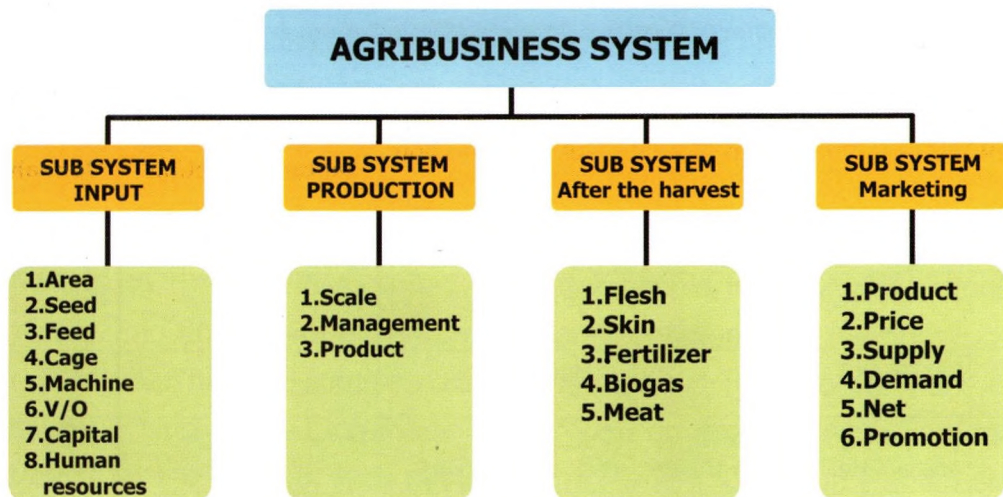 AGRIBUSINESS SYSTEM
SUB SYSTEM
INPUT
1.Area
2.Seed
3.Feed
4.Cage
5.Machine
6.V/O
7.Capital
8.Human
resources
SUB SYSTEM
PRODUCTION
1.Scale
2.Management
3.Product
SUB SYSTEM
After the harvest
1.Flesh
2.Skin
3.Fertilizer
4.Biogas
5.Meat
SUB SYSTEM
Marketing
1.Product
2.Price
3.Supply
4.Demand
5.Net
6.Promotion